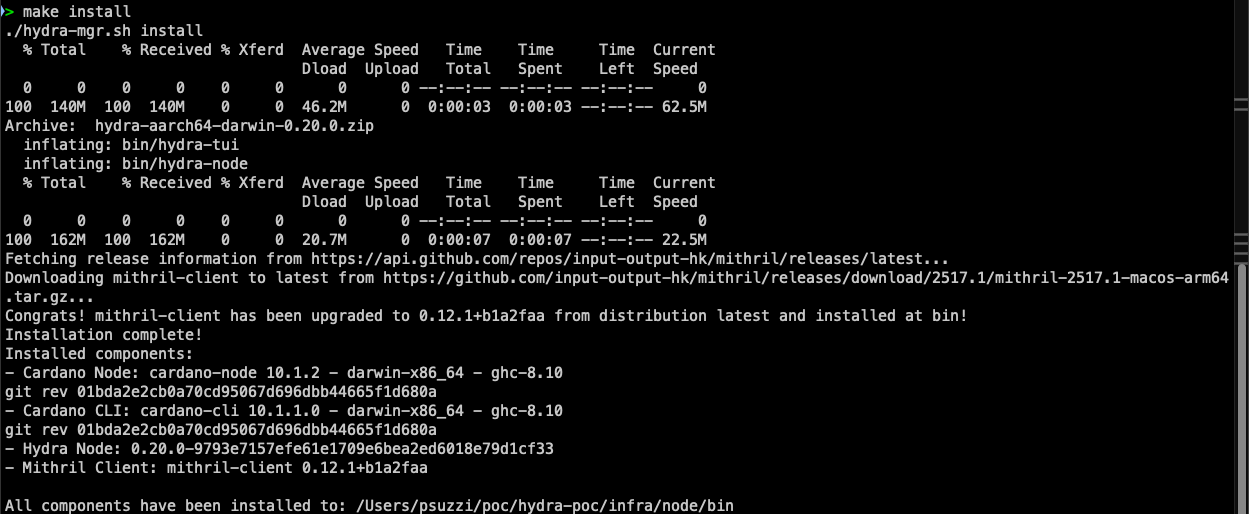 > make install
./hydra-mgr.sh install
  % Total    % Received % Xferd  Average Speed   Time    Time     Time  Current
                                 Dload  Upload   Total   Spent    Left  Speed
  0     0    0     0    0     0      0      0 --:--:-- --:--:-- --:--:--     0
100  140M  100  140M    0     0  46.2M      0  0:00:03  0:00:03 --:--:-- 62.5M
Archive:  hydra-aarch64-darwin-0.20.0.zip
  inflating: bin/hydra-tui
  inflating: bin/hydra-node
  % Total    % Received % Xferd  Average Speed   Time    Time     Time  Current
                                 Dload  Upload   Total   Spent    Left  Speed
  0     0    0     0    0     0      0      0 --:--:-- --:--:-- --:--:--     0
100  162M  100  162M    0     0  20.7M      0  0:00:07  0:00:07 --:--:-- 22.5M
Fetching release information from https://api.github.com/repos/input-output-hk/mithril/releases/latest...
Downloading mithril-client to latest from https://github.com/input-output-hk/mithril/releases/download/2517.1/mithril-2517.1-macos-arm64
.tar.gz...
Congrats! mithril-client has been upgraded to 0.12.1+b1a2faa from distribution latest and installed at bin!
Installation complete!
Installed components:
- Cardano Node: cardano-node 10.1.2 - darwin-x86_64 - ghc-8.10
git rev 01bda2e2cb0a70cd95067d696dbb44665f1d680a
- Cardano CLI: cardano-cli 10.1.1.0 - darwin-x86_64 - ghc-8.10
git rev 01bda2e2cb0a70cd95067d696dbb44665f1d680a
- Hydra Node: 0.20.0-9793e7157efe61e1709e6bea2ed6018e79d1cf33
- Mithril Client: mithril-client 0.12.1+b1a2faa

All components have been installed to: /Users/psuzzi/poc/hydra-poc/infra/node/bin